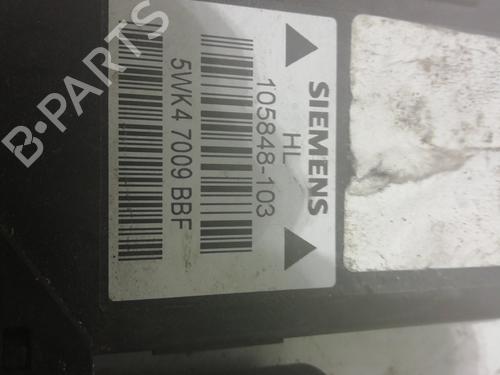 SIEMENS
HL
105848-103
5WK4 7009 BBF
B-PARTS